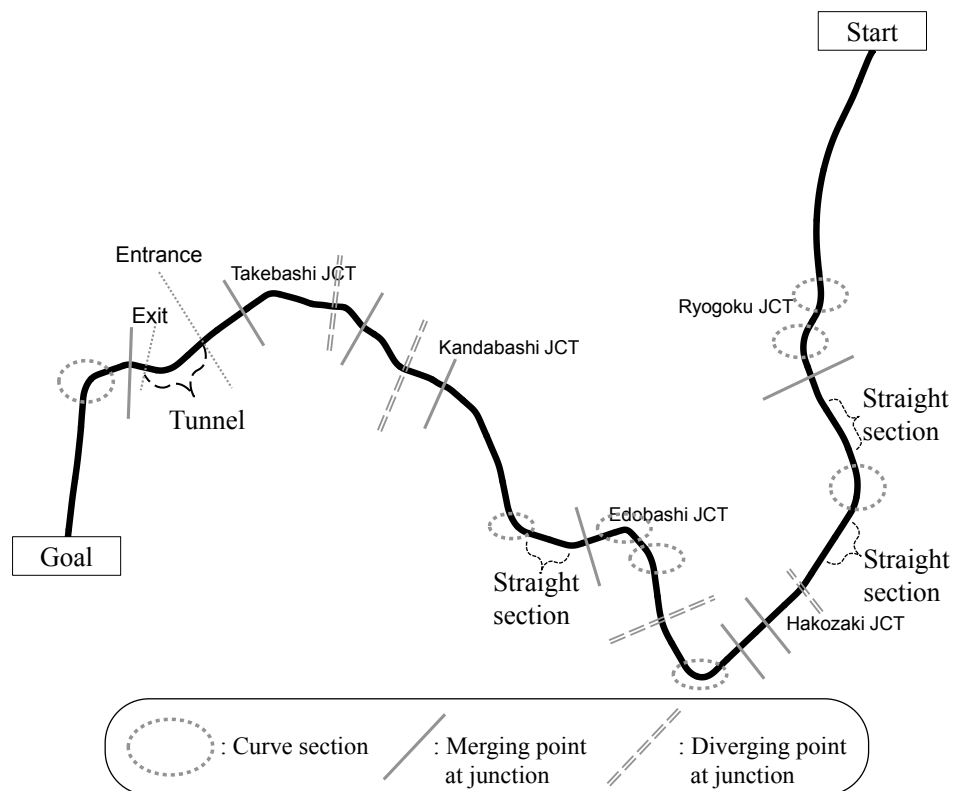 Start
Entrance
Takebashi JCT
Ryogoku JCT
Exit
Kandabashi JCT
Tunnel
Straight
section
Edobashi JCT
Goal
Straight
section
Straight
section
Hakozaki JCT
: Curve section
: Merging point
at junction
: Diverging point
at junction